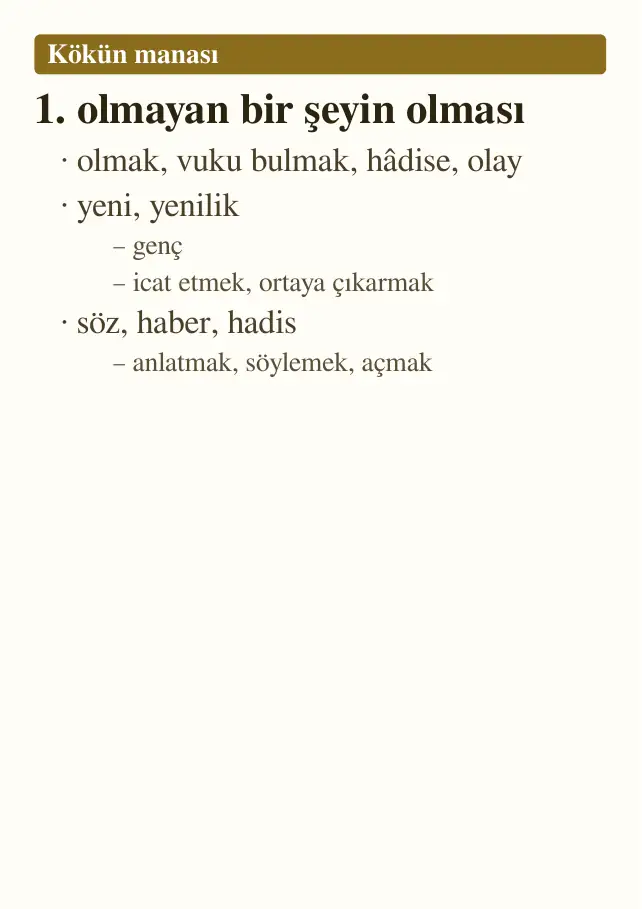 Kökün manası
1. olmayan bir şeyin olması
· olmak, vuku bulmak, hâdise, olay
· yeni, yenilik
– genç
– icat etmek, ortaya çıkarmak
· söz, haber, hadis
– anlatmak, söylemek, açmak